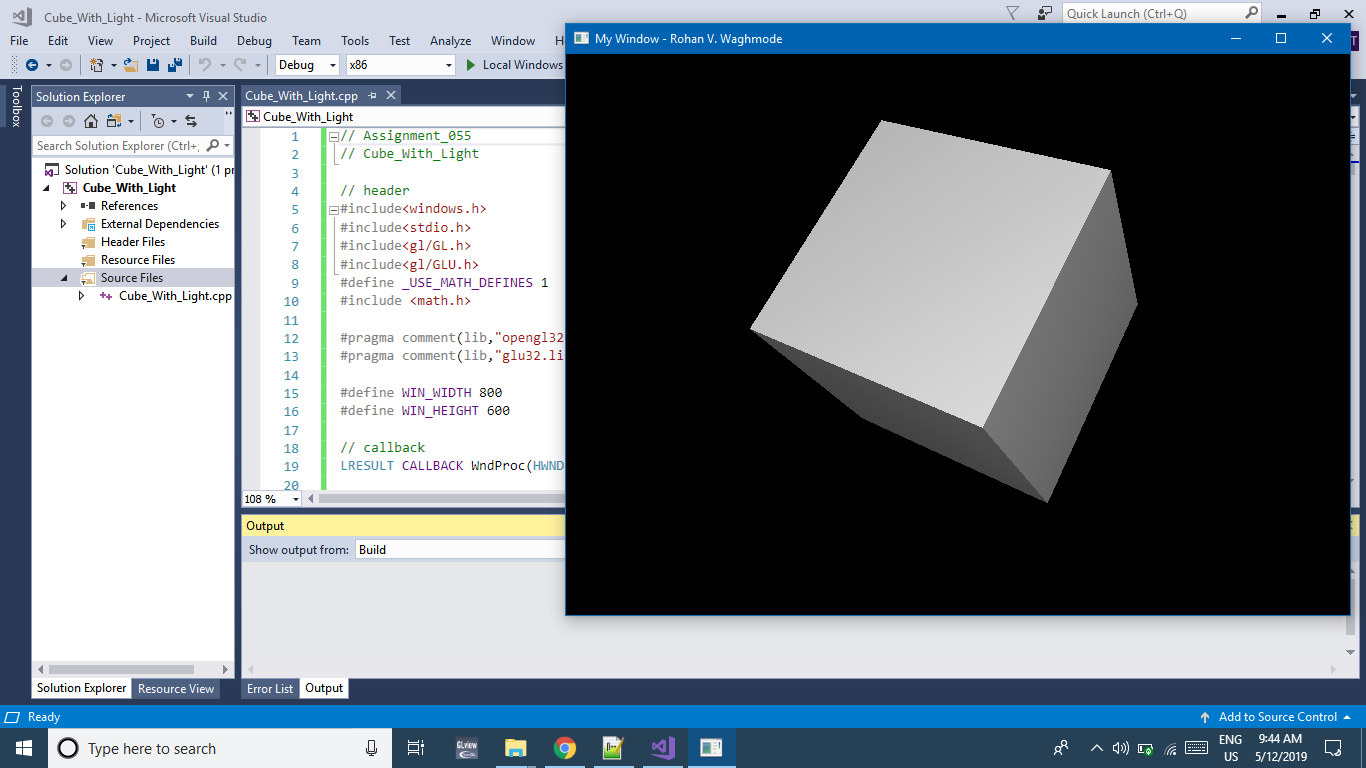 Cube_With_Light - Microsoft Visual Studio
Quick Launch (Ctrl+Q)
File Edit View Project Build Debug Team Tools Test Analyze Window
Debug x86 Local Windows
My Window - Rohan V. Waghmode
Toolbox
Solution Explorer
Search Solution Explorer (Ctrl+;
Solution 'Cube_With_Light' (1 pr
Cube_With_Light
References
External Dependencies
Header Files
Resource Files
Source Files
Cube_With_Light.cpp
Solution Explorer Resource View
Cube_With_Light.cpp
Cube_With_Light
1 // Assignment_055
2 // Cube_With_Light
3
4 // header
5 #include<windows.h>
6 #include<stdio.h>
7 #include<gl/GL.h>
8 #include<gl/GLU.h>
9 #define _USE_MATH_DEFINES 1
10 #include <math.h>
11
12 #pragma comment(lib,"opengl32
13 #pragma comment(lib,"glu32.li
14
15 #define WIN_WIDTH 800
16 #define WIN_HEIGHT 600
17
18 // callback
19 LRESULT CALLBACK WndProc(HWND
20
108 %
Output
Show output from: Build
Error List Output
Ready
Add to Source Control
Type here to search
GLview
ENG
US
9:44 AM
5/12/2019